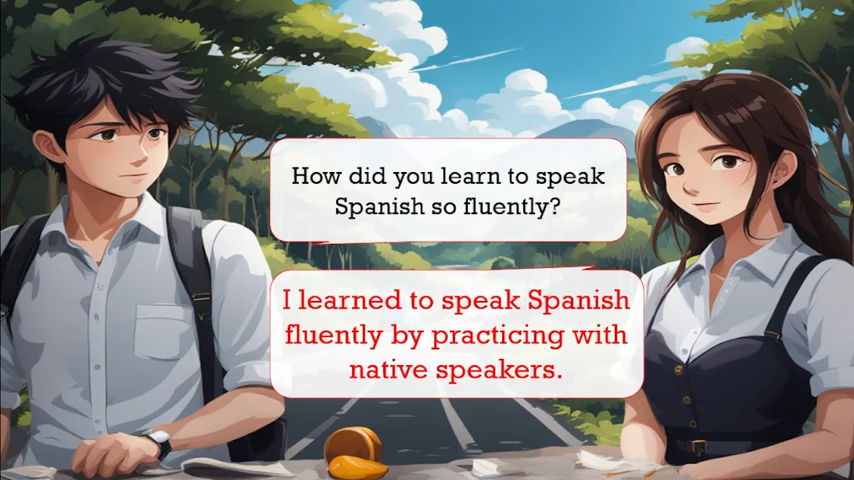 How did you learn to speak
Spanish so fluently?
I learned to speak Spanish
fluently by practicing with
native speakers.